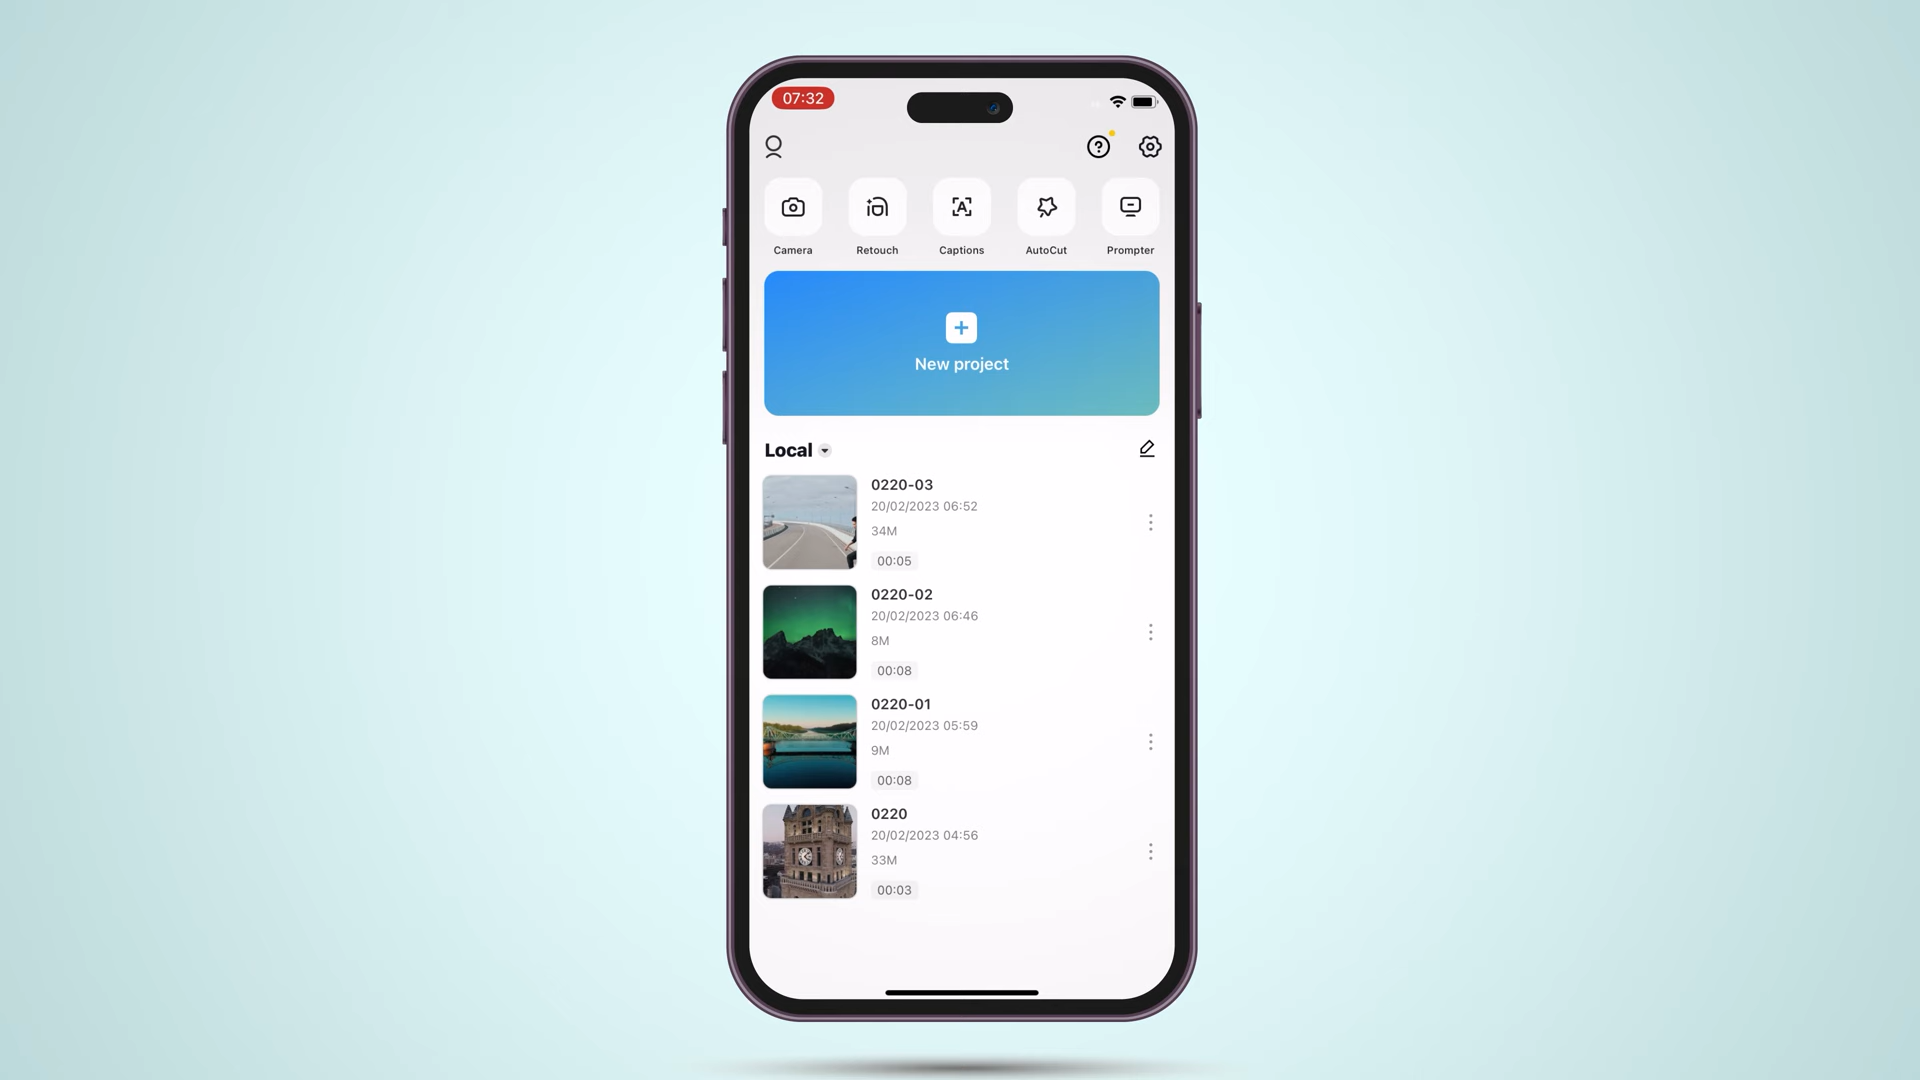 07:32
Camera Retouch Captions AutoCut Prompter
New project
Local
0220-03
20/02/2023 06:52
34M
00:05
0220-02
20/02/2023 06:46
8M
00:08
0220-01
20/02/2023 05:59
9M
00:08
0220
20/02/2023 04:56
33M
00:03